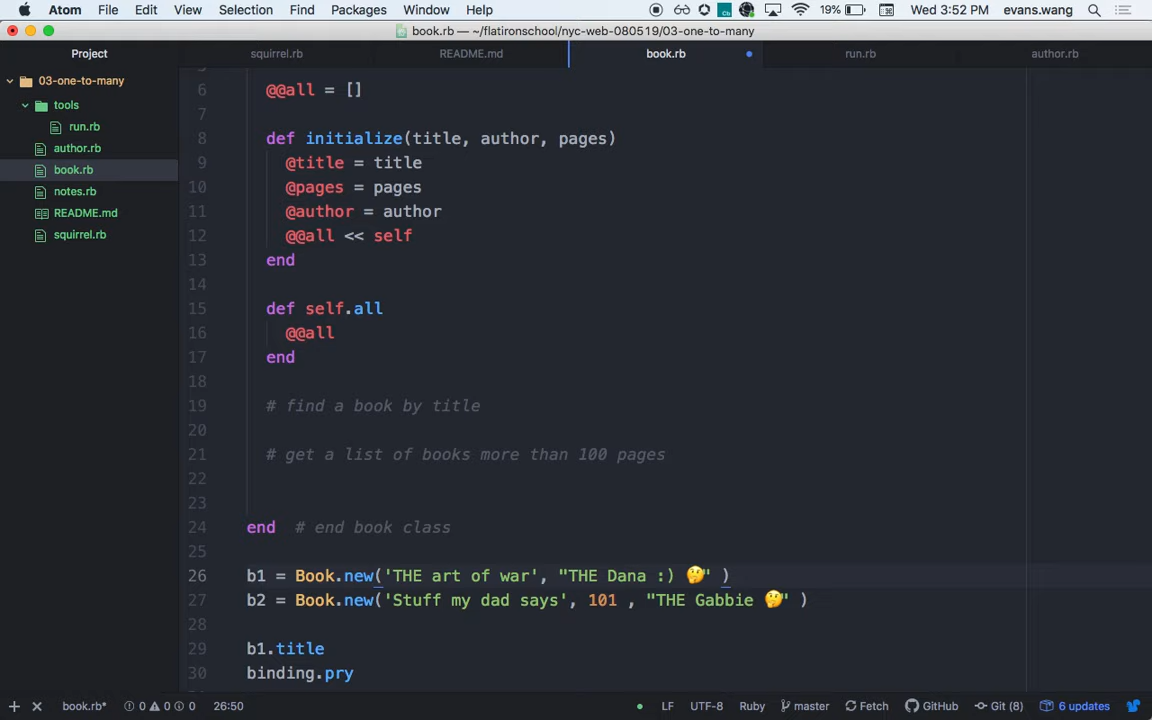 Atom File Edit View Selection Find Packages Window Help 19% Wed 3:52 PM evans.wang
book.rb — ~/flatironschool/nyc-web-080519/03-one-to-many
Project squirrel.rb README.md book.rb run.rb author.rb
03-one-to-many
tools
run.rb
author.rb
book.rb
notes.rb
README.md
squirrel.rb
6 @@all = []
7
8 def initialize(title, author, pages)
9 @title = title
10 @pages = pages
11 @author = author
12 @@all << self
13 end
14
15 def self.all
16 @@all
17 end
18
19 # find a book by title
20
21 # get a list of books more than 100 pages
22
23
24 end # end book class
25
26 b1 = Book.new('THE art of war', "THE Dana :) 🤔" )
27 b2 = Book.new('Stuff my dad says', 101 , "THE Gabbie 🤔" )
28
29 b1.title
30 binding.pry
book.rb* 0 0 0 26:50 LF UTF-8 Ruby master Fetch GitHub Git (8) 6 updates